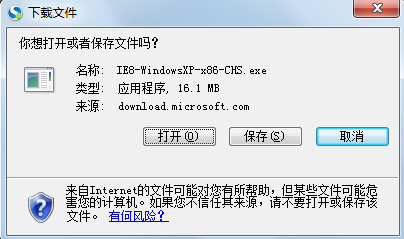 下载文件
你想打开或者保存文件吗？
名称： IE8-WindowsXP-x86-CHS.exe
类型： 应用程序, 16.1 MB
来源： download.microsoft.com
打开(O) 保存(S) 取消
来自Internet的文件可能对您有所帮助，但某些文件可能危
害您的计算机。如果您不信任其来源，请不要打开或保存该
文件。 有何风险？